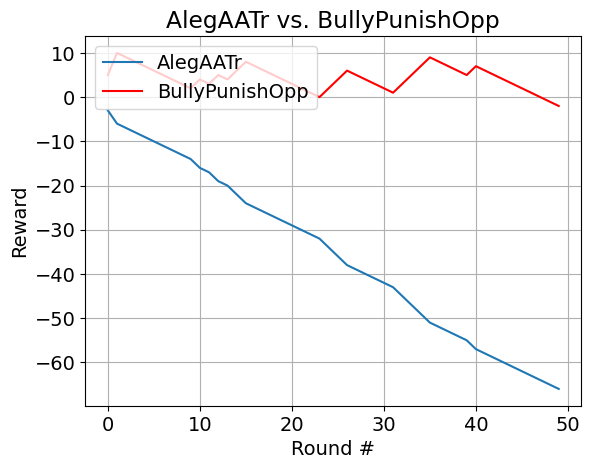 AlegAATr vs. BullyPunishOpp
AlegAATr
BullyPunishOpp
10
0
−10
−20
−30
−40
−50
−60
Reward
0 10 20 30 40 50
Round #